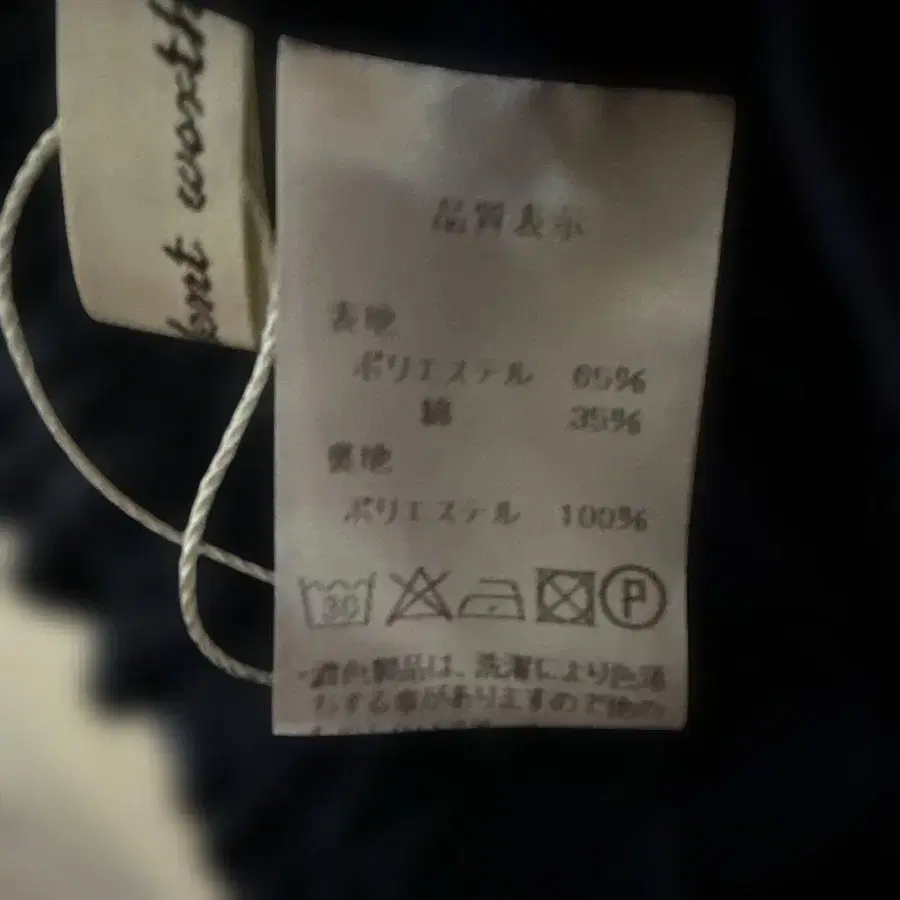 品質表示
表地
ポリエステル 65%
綿 35%
裏地
ポリエステル 100%
30
P
・濃色製品は、洗濯により色落
ちする事がありますので他の